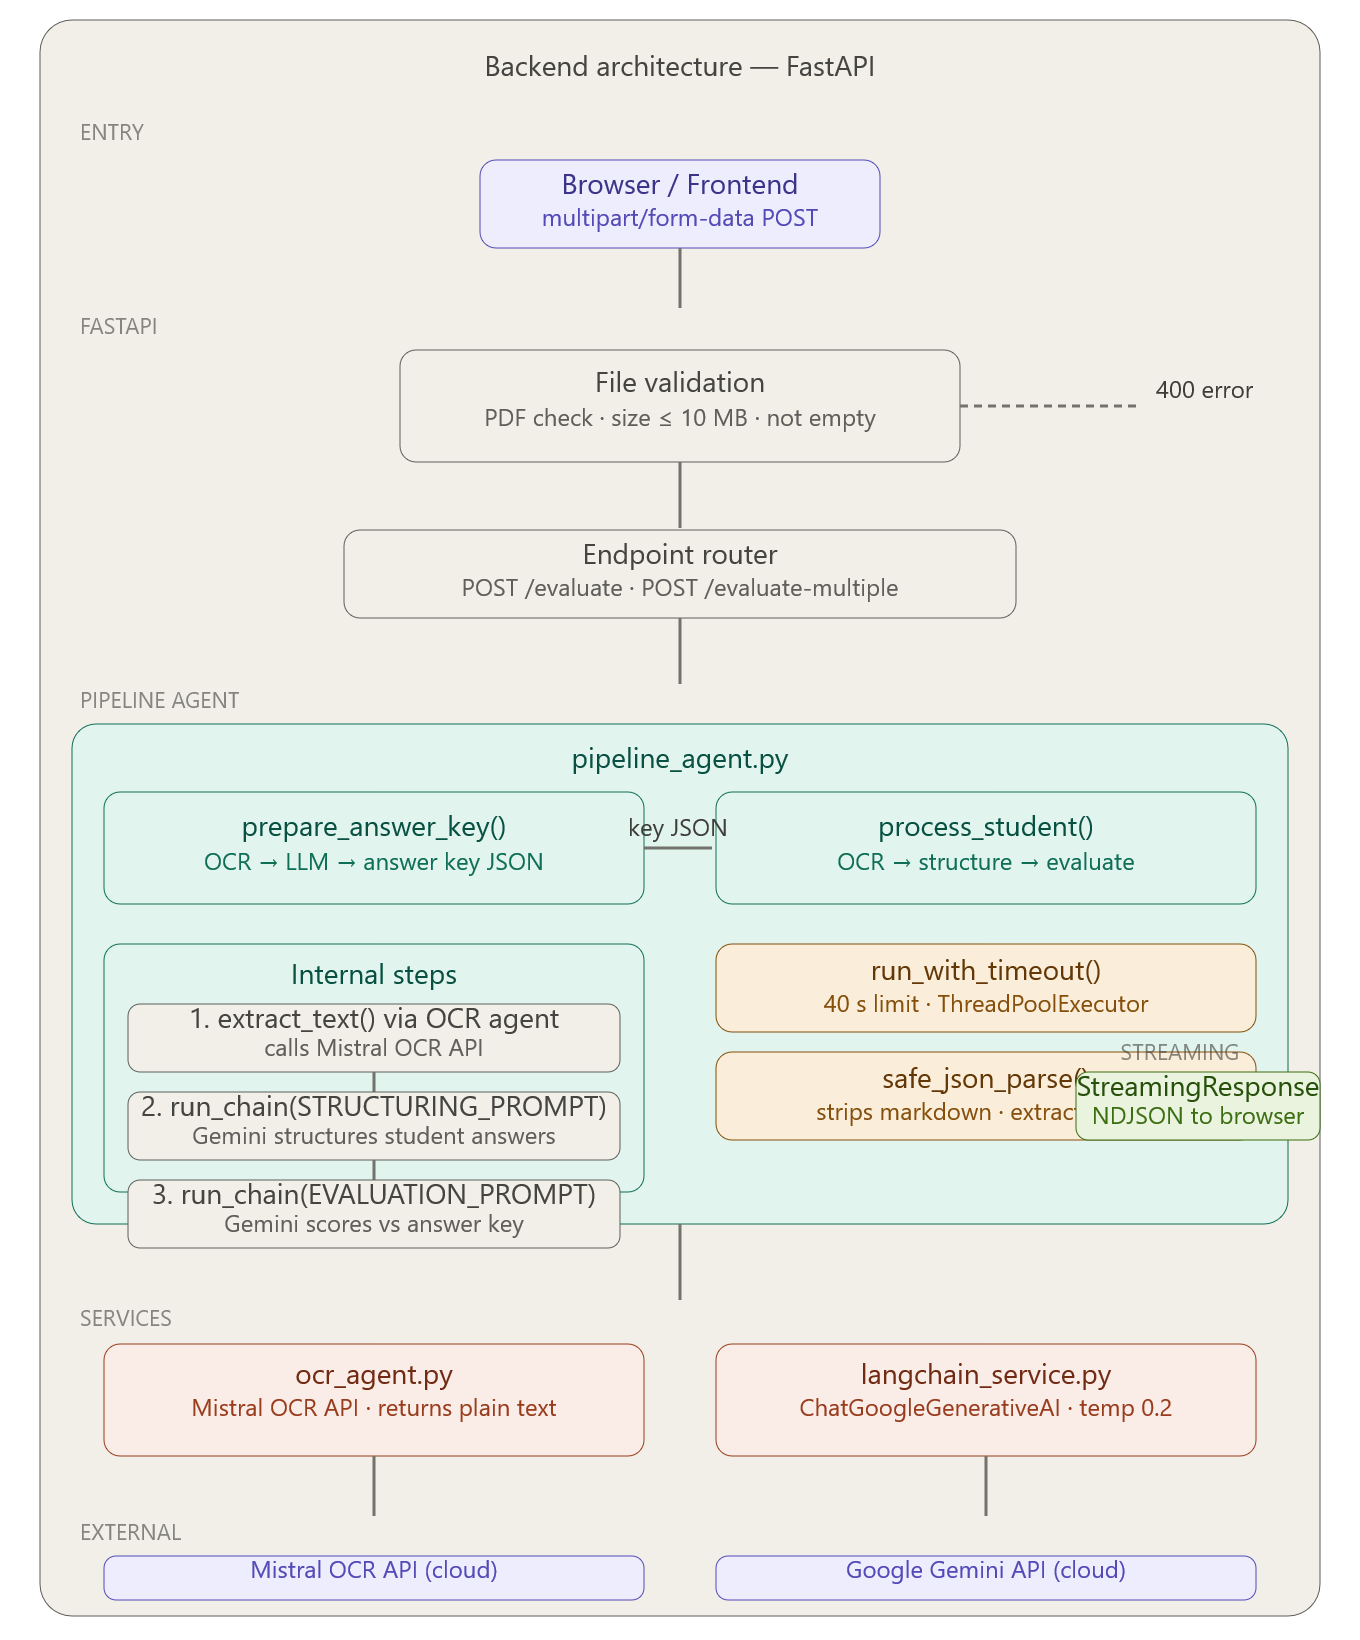 Backend architecture — FastAPI
ENTRY
Browser / Frontend
multipart/form-data POST
FASTAPI
File validation
PDF check · size ≤ 10 MB · not empty
400 error
Endpoint router
POST /evaluate · POST /evaluate-multiple
PIPELINE AGENT
pipeline_agent.py
prepare_answer_key()
OCR → LLM → answer key JSON
key JSON
process_student()
OCR → structure → evaluate
Internal steps
1. extract_text() via OCR agent
calls Mistral OCR API
2. run_chain(STRUCTURING_PROMPT)
Gemini structures student answers
3. run_chain(EVALUATION_PROMPT)
Gemini scores vs answer key
run_with_timeout()
40 s limit · ThreadPoolExecutor
STREAMING
safe_json_parse(
strips markdown ·
StreamingResponse
NDJSON to browser
SERVICES
ocr_agent.py
Mistral OCR API · returns plain text
langchain_service.py
ChatGoogleGenerativeAI · temp 0.2
EXTERNAL
Mistral OCR API (cloud)
Google Gemini API (cloud)